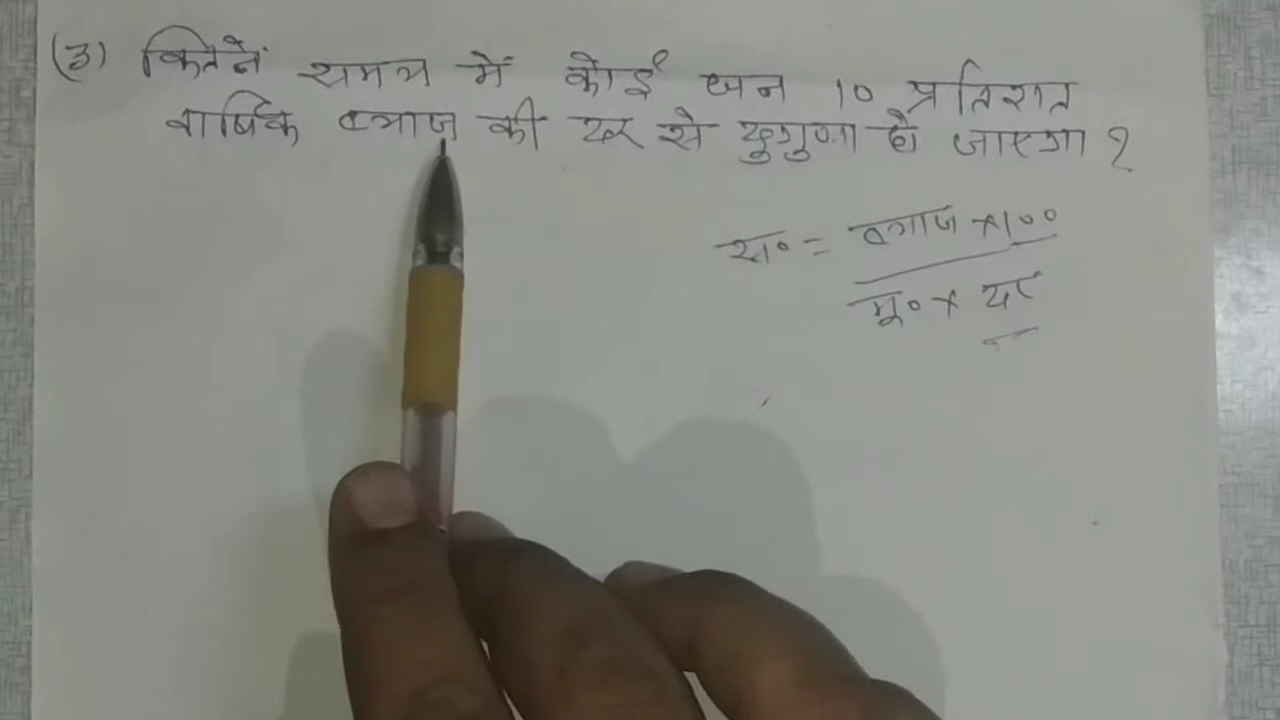 (3) कितने समय में कोई धन 10 प्रतिशत
वार्षिक ब्याज की दर से दुगुणा हो जाएगा ?
स० = ब्याज ×100
मू० × दर